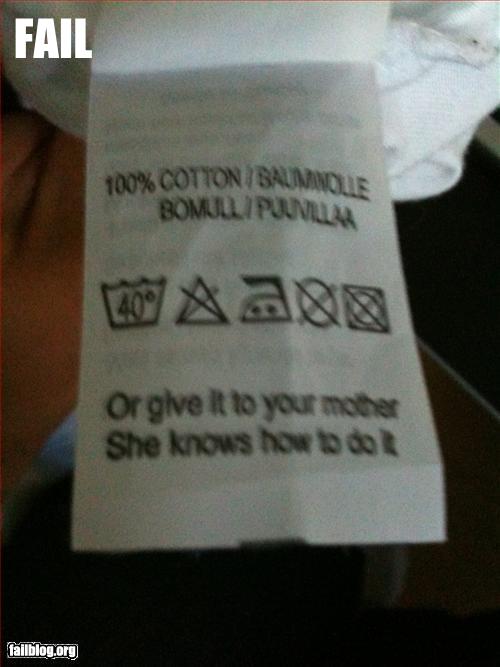 FAIL
100% COTTON / BAUMWOLLE
BOMULL / PUUVILLAA
40°
Or give it to your mother
She knows how to do it
failblog.org